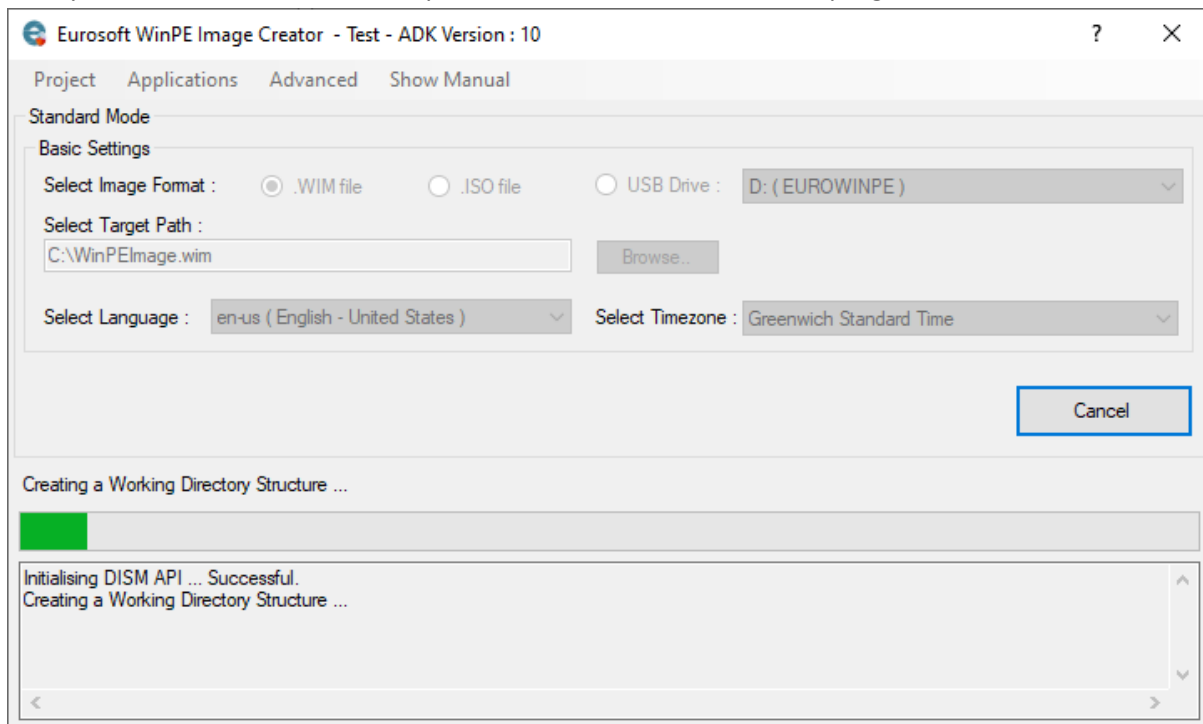 Eurosoft WinPE Image Creator - Test - ADK Version : 10 ?
Project Applications Advanced Show Manual
Standard Mode
Basic Settings
Select Image Format : .WIM file .ISO file USB Drive : D: ( EUROWINPE )
Select Target Path :
C:\WinPEImage.wim Browse..
Select Language : en-us ( English - United States ) Select Timezone : Greenwich Standard Time
Cancel
Creating a Working Directory Structure ...
Initialising DISM API ... Successful.
Creating a Working Directory Structure ...